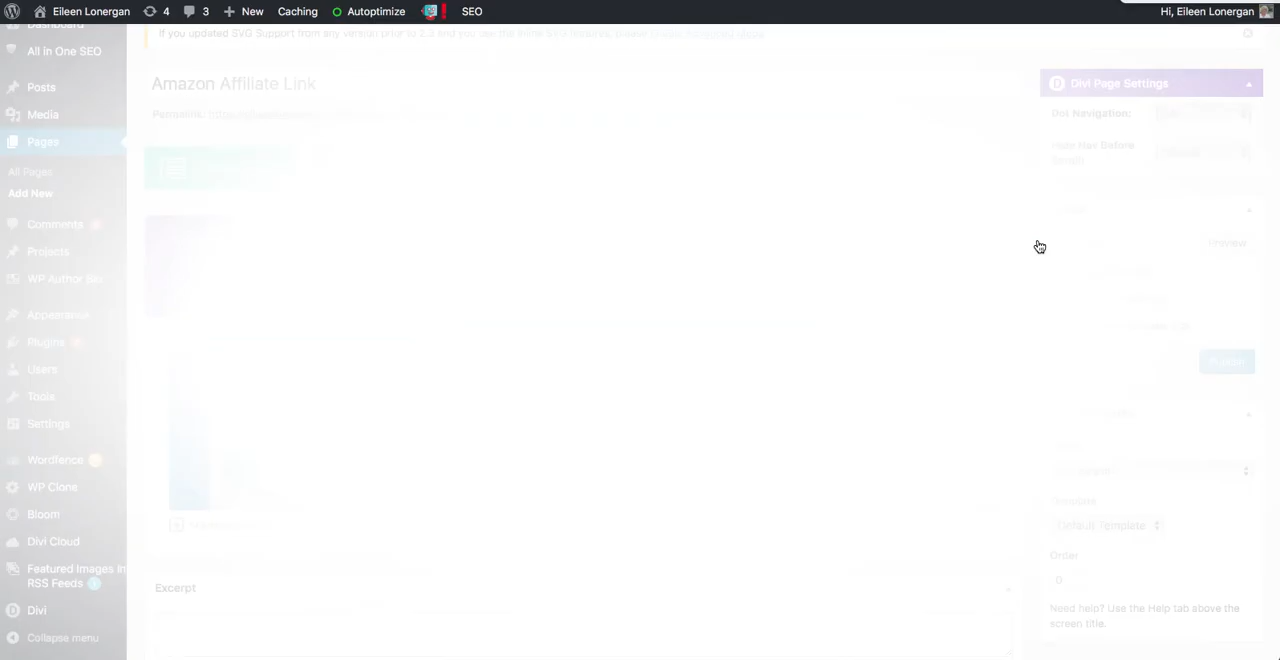 Eileen Lonergan 4 3 New Caching Autoptimize SEO Hi, Eileen Lonergan
Dashboard
All in One SEO
Posts
Media
Pages
All Pages
Add New
Comments
Projects
WP Author Bio
Appearance
Plugins
Users
Tools
Settings
Wordfence
WP Clone
Bloom
Divi Cloud
Featured Images In
RSS Feeds
Divi
Collapse menu
If you updated SVG Support from any version prior to 2.3 and you use the inline SVG features, please
Amazon Affiliate Link
Permalink:
Excerpt
Divi Page Settings
Dot Navigation:
Hide Nav Before
Preview
Publish
Template
Default Template
Order
0
Need help? Use the Help tab above the
screen title.